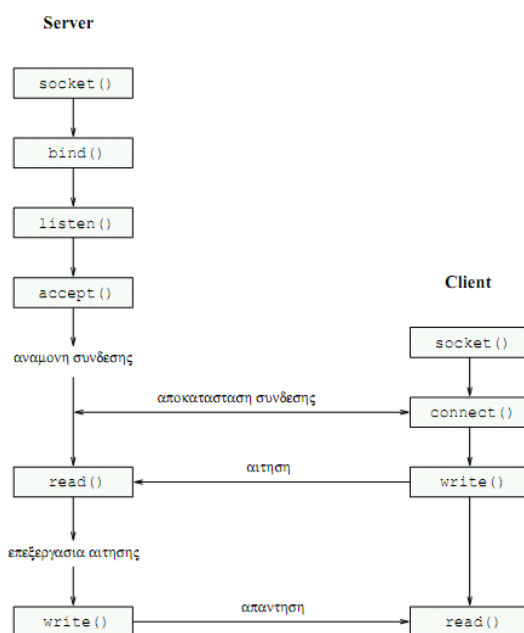 Server
socket()
bind()
listen()
accept()
Client
αναμονη συνδεσης
socket()
αποκατασταση συνδεσης
connect()
αιτηση
read()
write()
επεξεργασια αιτησης
απαντηση
write()
read()